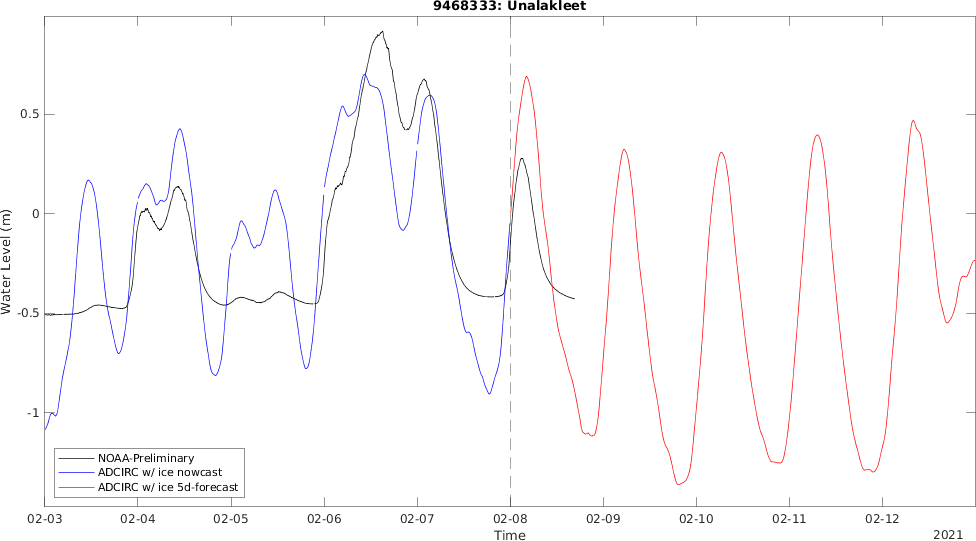 9468333: Unalakleet
0.5
0
-0.5
-1
Water Level (m)
NOAA-Preliminary
ADCIRC w/ ice nowcast
ADCIRC w/ ice 5d-forecast
02-03 02-04 02-05 02-06 02-07 02-08 02-09 02-10 02-11 02-12
Time
2021